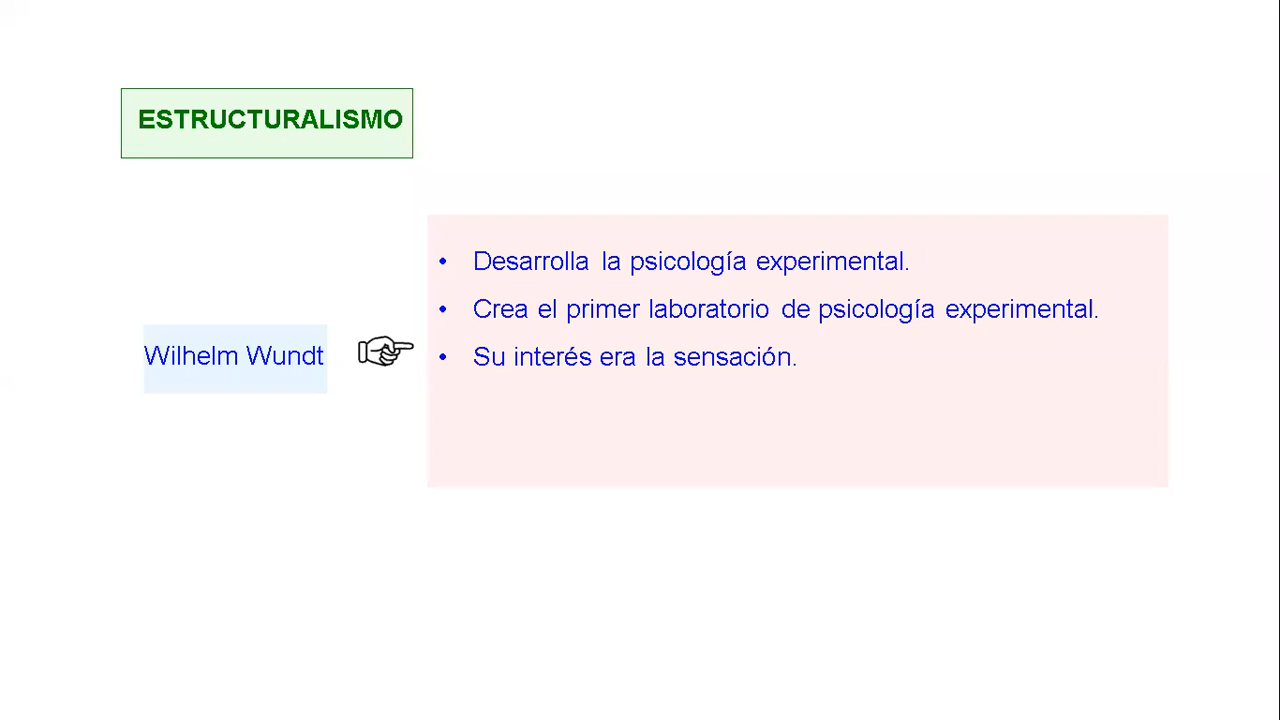 ESTRUCTURALISMO
• Desarrolla la psicología experimental.
• Crea el primer laboratorio de psicología experimental.
Wilhelm Wundt
• Su interés era la sensación.